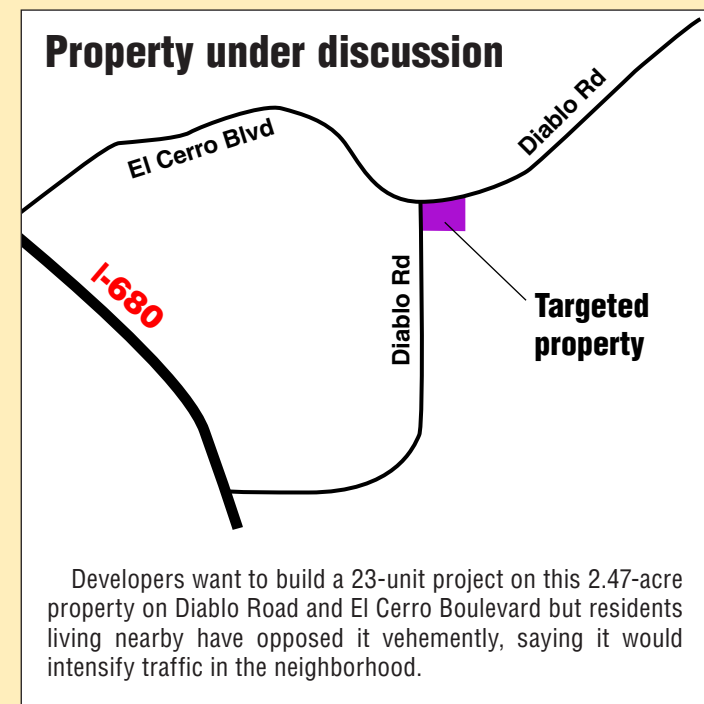 Property under discussion
El Cerro Blvd
Diablo Rd
I-680
Diablo Rd
Targeted
property
Developers want to build a 23-unit project on this 2.47-acre
property on Diablo Road and El Cerro Boulevard but residents
living nearby have opposed it vehemently, saying it would
intensify traffic in the neighborhood.